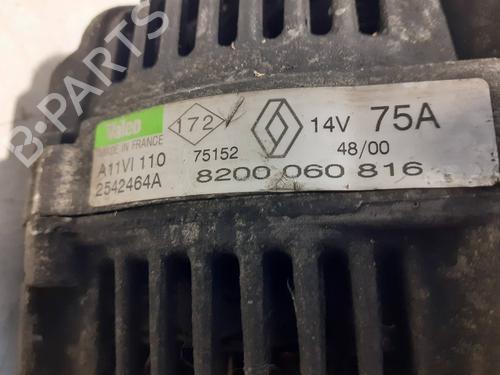 B-Parts
Valeo
MADE IN FRANCE
A11VI 110
2542464A
172
75152
14V 75A
48/00
8200 060 816